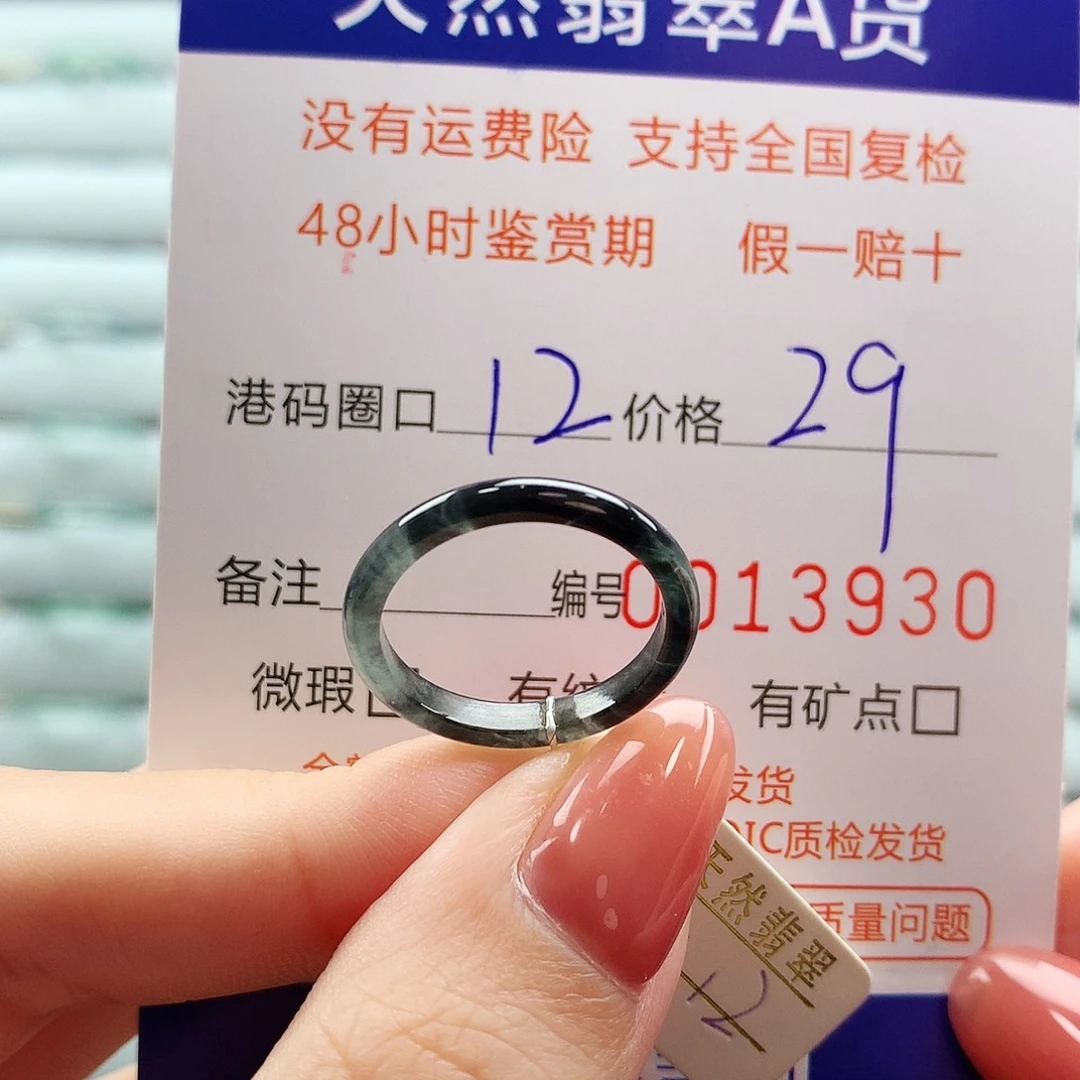 天然翡翠A货
没有运费险 支持全国复检
48小时鉴赏期 假一赔十
港码圈口 12 价格 29
备注 编号 0013930
微瑕 有纹 有矿点
发货
IC质检发货
质量问题
天然翡翠